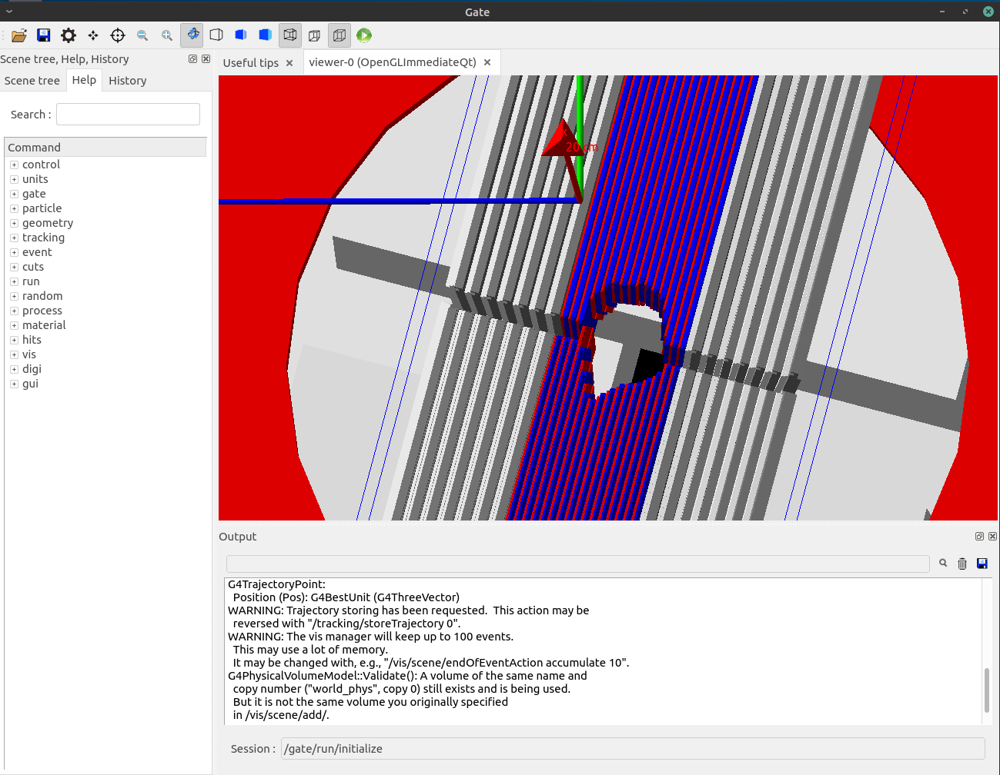 Gate
Scene tree, Help, History
Useful tips
viewer-0 (OpenGLImmediateQt)
Scene tree
Help
History
Search :
Command
control
units
gate
particle
geometry
tracking
event
cuts
run
random
process
material
hits
vis
digi
gui
20 cm
Output
G4TrajectoryPoint:
Position (Pos): G4BestUnit (G4ThreeVector)
WARNING: Trajectory storing has been requested.  This action may be
reversed with "/tracking/storeTrajectory 0".
WARNING: The vis manager will keep up to 100 events.
This may use a lot of memory.
It may be changed with, e.g., "/vis/scene/endOfEventAction accumulate 10".
G4PhysicalVolumeModel::Validate(): A volume of the same name and
copy number ("world_phys", copy 0) still exists and is being used.
But it is not the same volume you originally specified
in /vis/scene/add/.
Session : /gate/run/initialize